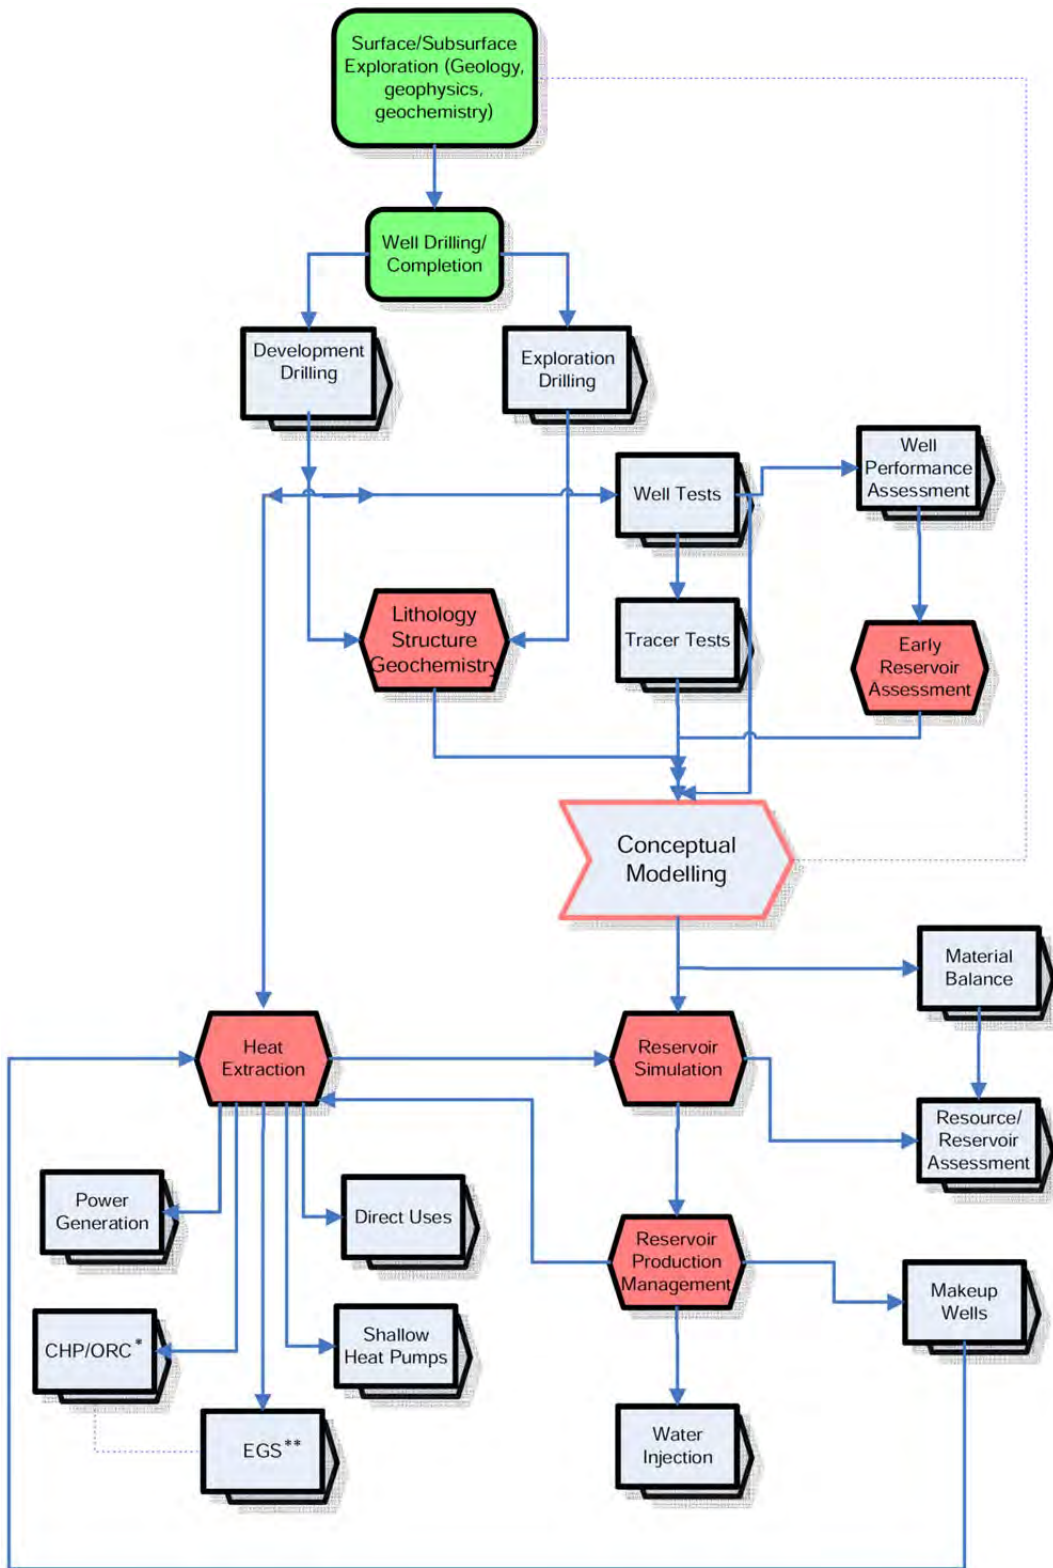 Surface/Subsurface
Exploration (Geology,
geophysics,
geochemistry)
Well Drilling/
Completion
Development
Drilling
Exploration
Drilling
Well
Performance
Assessment
Well Tests
Lithology
Structure
Geochemistry
Tracer Tests
Early
Reservoir
Assessment
Conceptual
Modelling
Material
Balance
Heat
Extraction
Reservoir
Simulation
Resource/
Reservoir
Assessment
Power
Generation
Direct Uses
Reservoir
Production
Management
Makeup
Wells
CHP/ORC*
Shallow
Heat Pumps
EGS**
Water
Injection